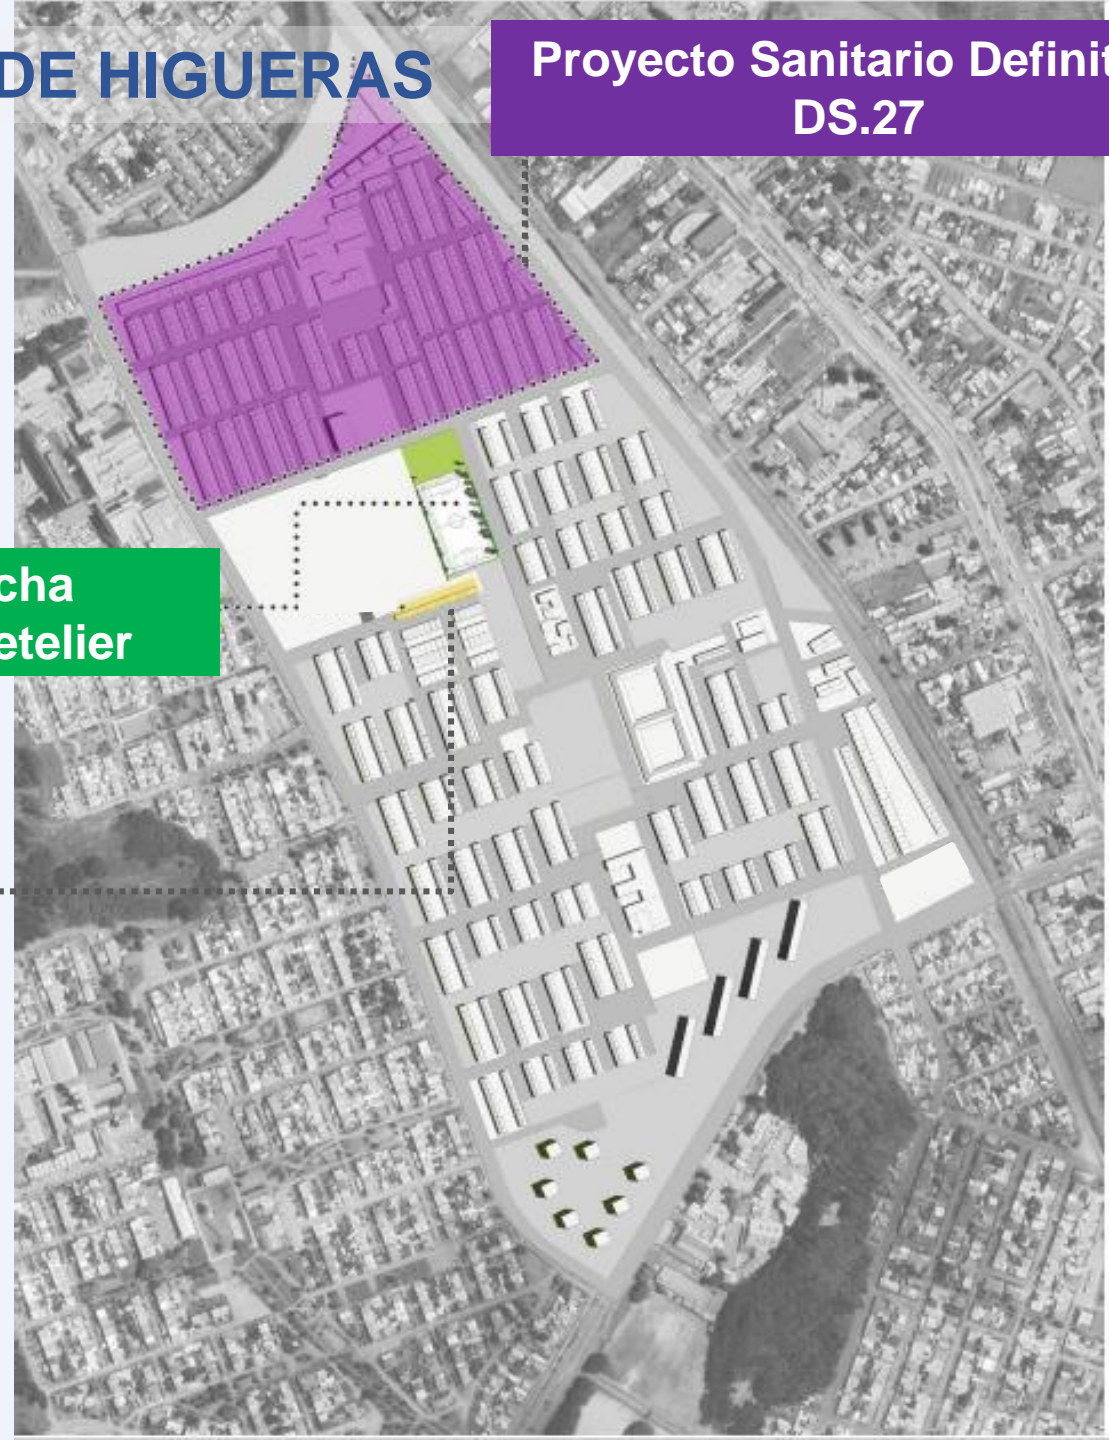 DE HIGUERAS
Proyecto Sanitario Definit
DS.27
cha
etelier